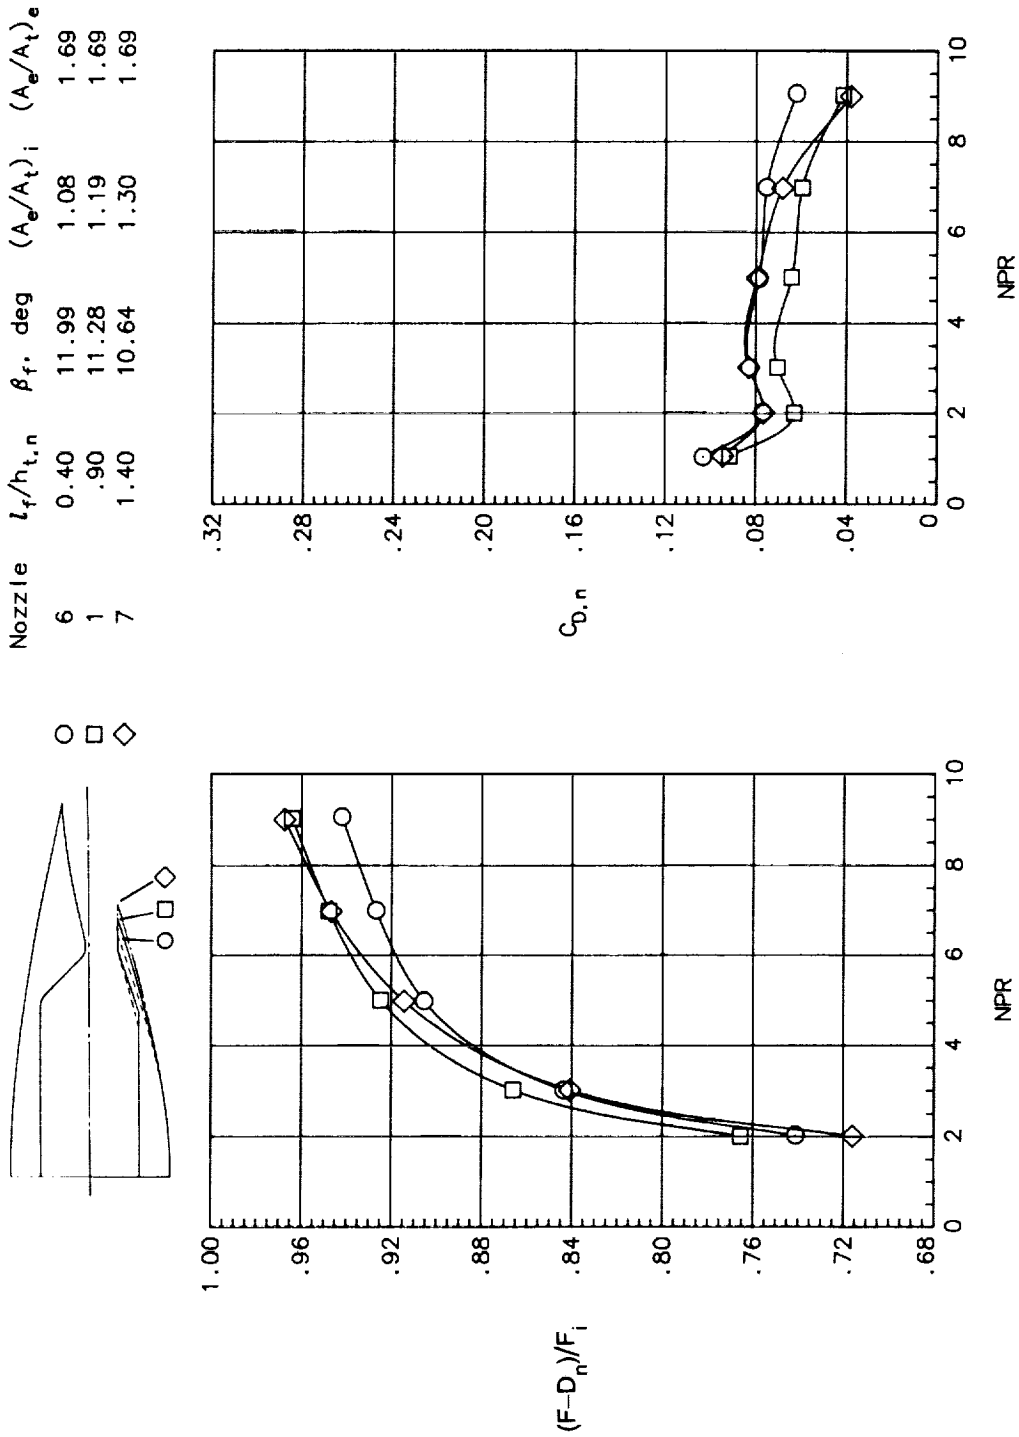 Nozzle l_f/h_t,n β_f, deg (A_e/A_t)_i (A_e/A_t)_e
6 0.40 11.99 1.08 1.69
1 .90 11.28 1.19 1.69
7 1.40 10.64 1.30 1.69
1.00
.96
.92
.88
.84
.80
.76
.72
.68
(F-D_n)/F_i
0 2 4 6 8 10
NPR
.32
.28
.24
.20
.16
.12
.08
.04
0
C_D,n
0 2 4 6 8 10
NPR